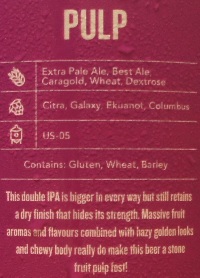 PULP
Extra Pale Ale, Best Ale,
Caragold, Wheat, Dextrose
Citra, Galaxy, Ekuanot, Columbus
US-05
Contains: Gluten, Wheat, Barley
This double IPA is bigger in every way but still retains
a dry finish that hides its strength. Massive fruit
aromas and flavours combined with hazy golden looks
and chewy body really do make this beer a stone
fruit pulp fest!